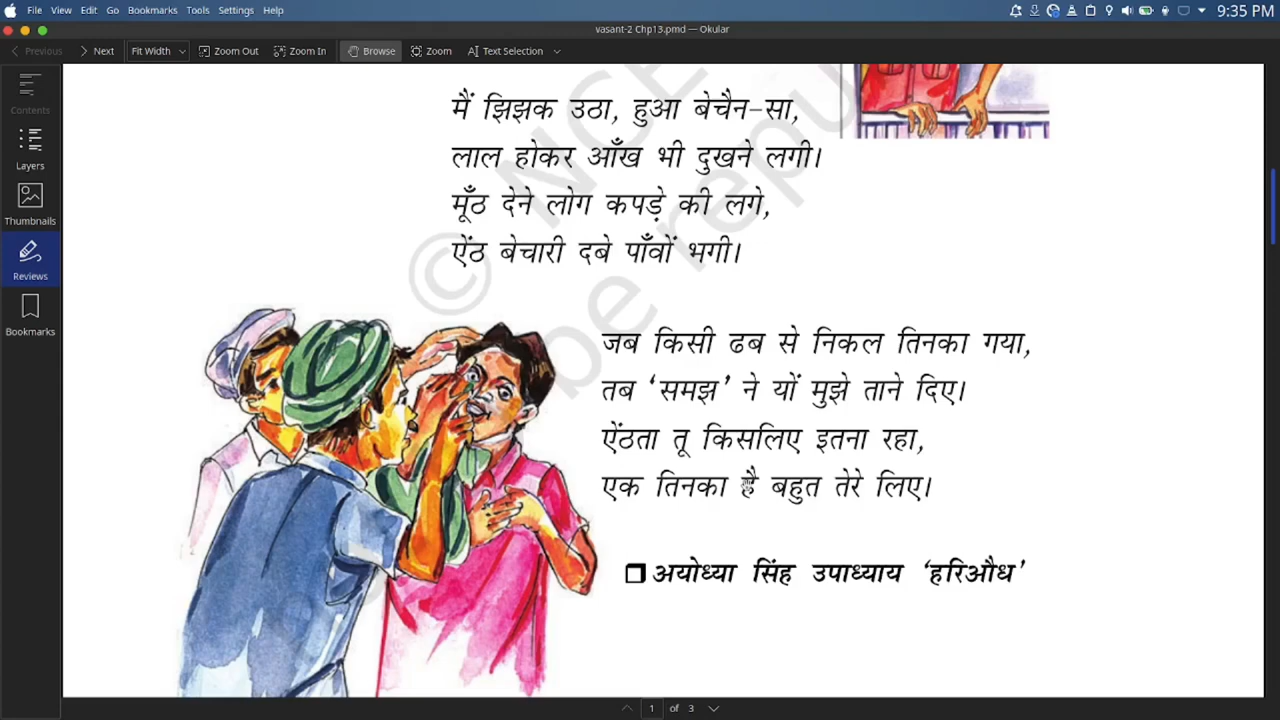 File View Edit Go Bookmarks Tools Settings Help 9:35 PM
vasant-2 Chp13.pmd — Okular
Previous Next Fit Width Zoom Out Zoom In Browse Zoom Text Selection
Contents
Layers
Thumbnails
Reviews
Bookmarks
मैं झिझक उठा, हुआ बेचैन-सा,
लाल होकर आँख भी दुखने लगी।
मूँठ देने लोग कपड़े की लगे,
ऐंठ बेचारी दबे पाँवों भगी।
जब किसी ढब से निकल तिनका गया,
तब ‘समझ’ ने यों मुझे ताने दिए।
ऐंठता तू किसलिए इतना रहा,
एक तिनका है बहुत तेरे लिए।
अयोध्या सिंह उपाध्याय ‘हरिऔध’
© NCE
be repu
1 of 3